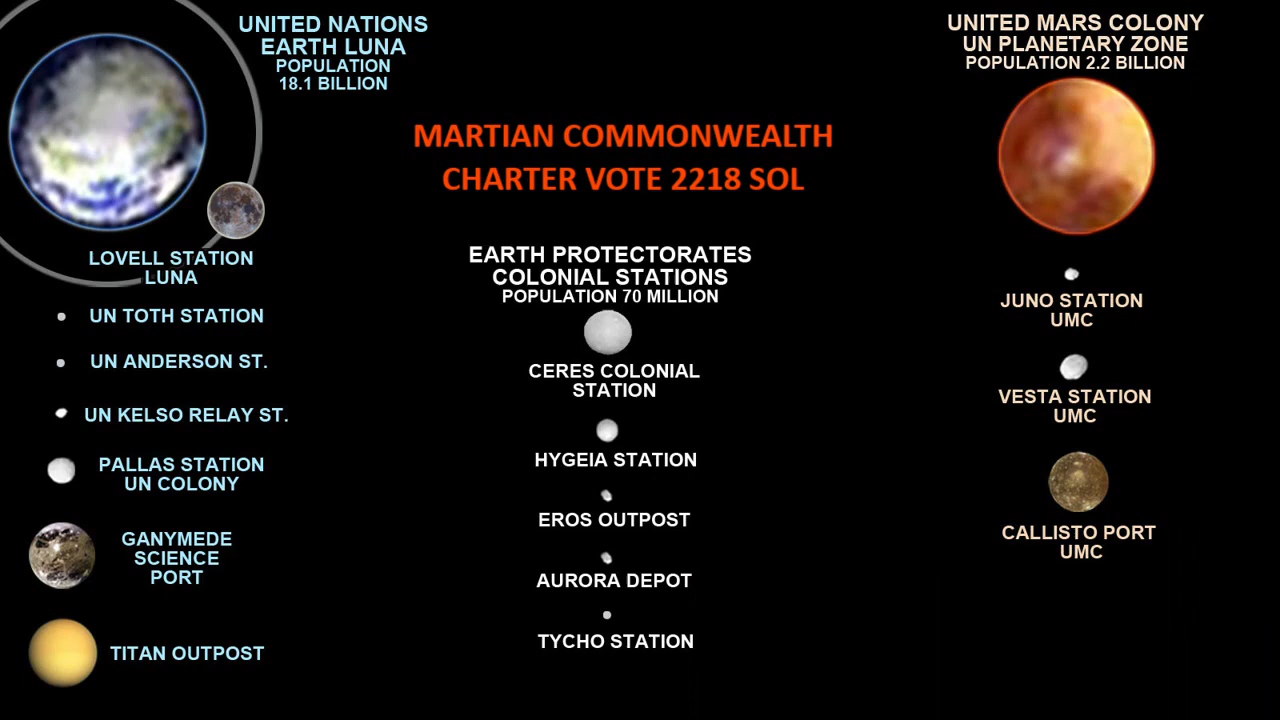 UNITED NATIONS
EARTH LUNA
POPULATION
18.1 BILLION
LOVELL STATION
LUNA
UN TOTH STATION
UN ANDERSON ST.
UN KELSO RELAY ST.
PALLAS STATION
UN COLONY
GANYMEDE
SCIENCE
PORT
TITAN OUTPOST
MARTIAN COMMONWEALTH
CHARTER VOTE 2218 SOL
EARTH PROTECTORATES
COLONIAL STATIONS
POPULATION 70 MILLION
CERES COLONIAL
STATION
HYGEIA STATION
EROS OUTPOST
AURORA DEPOT
TYCHO STATION
UNITED MARS COLONY
UN PLANETARY ZONE
POPULATION 2.2 BILLION
JUNO STATION
UMC
VESTA STATION
UMC
CALLISTO PORT
UMC